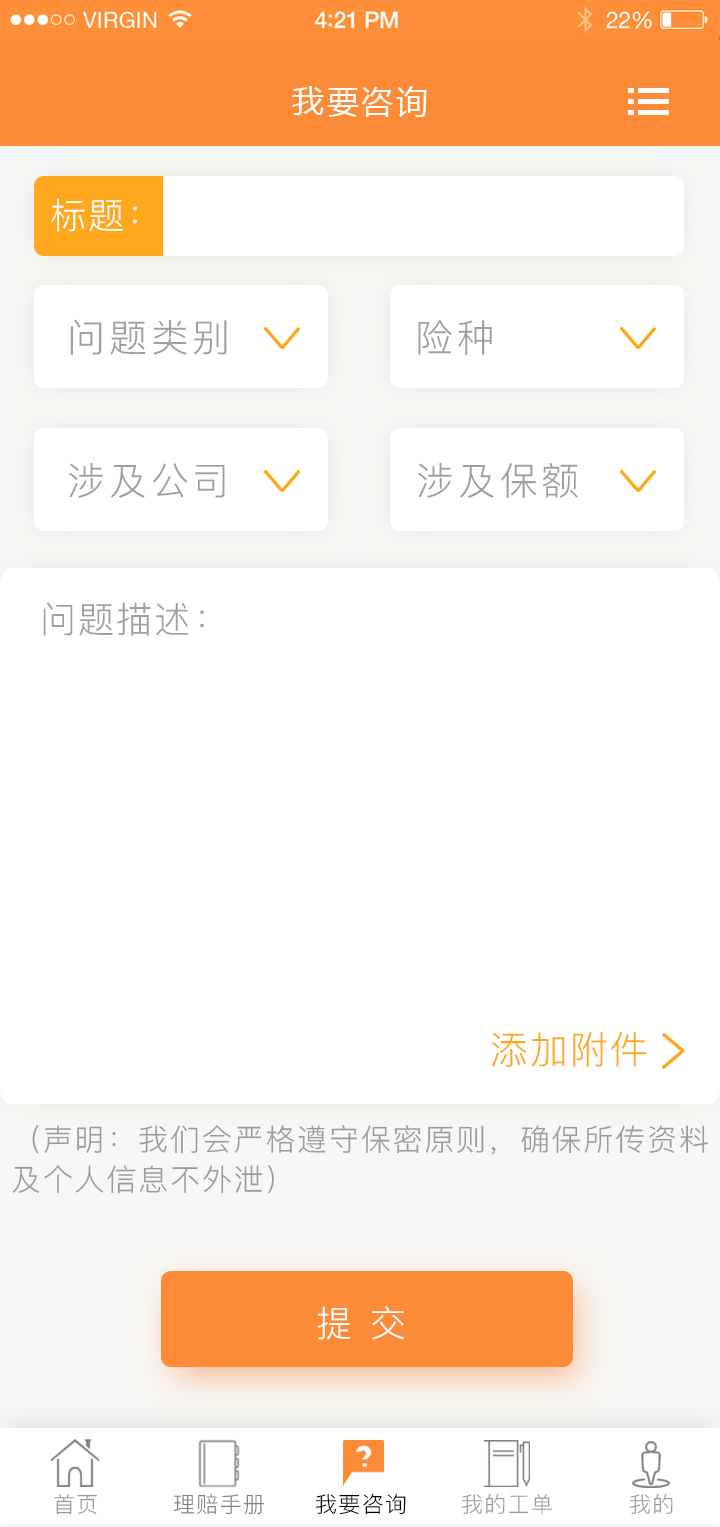 VIRGIN 4:21 PM 22%
我要咨询
标题：
问题类别 险种
涉及公司 涉及保额
问题描述：
添加附件
（声明：我们会严格遵守保密原则，确保所传资料
及个人信息不外泄）
提交
首页 理赔手册 我要咨询 我的工单 我的